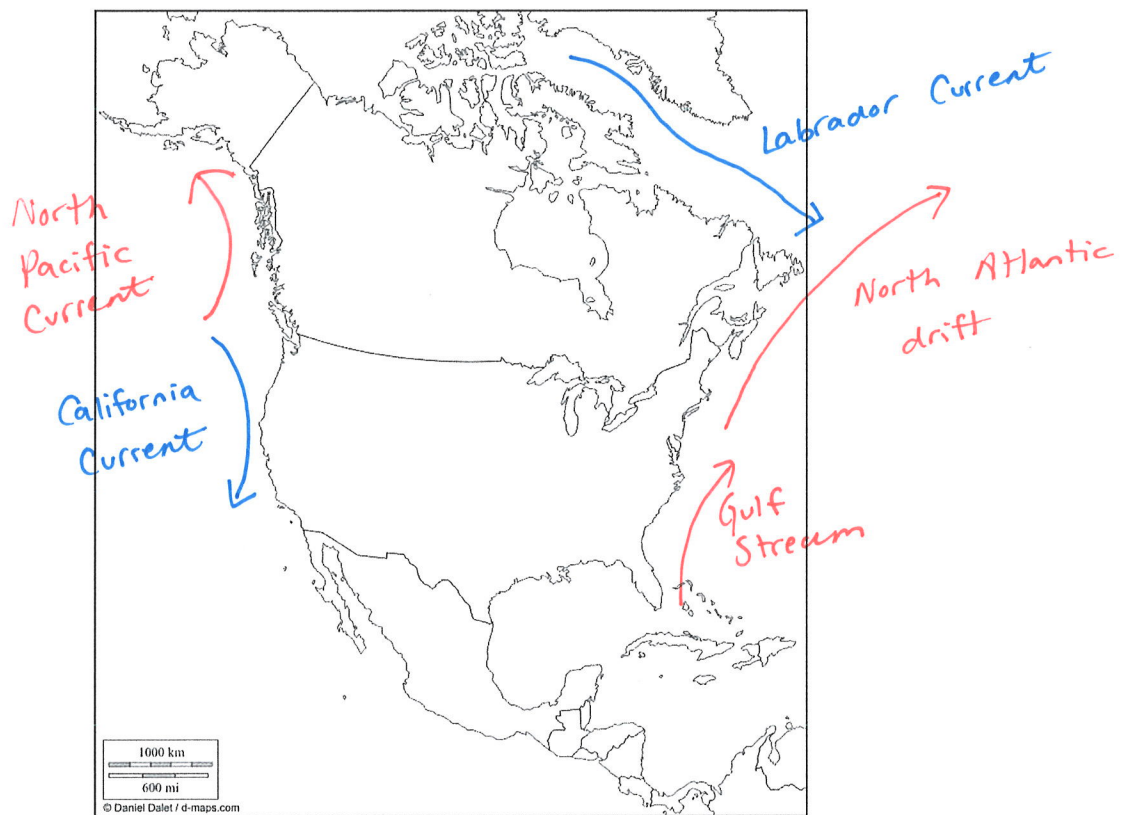 Labrador Current
North
Pacific
Current
North Atlantic
drift
California
Current
Gulf
Stream
1000 km
600 mi
© Daniel Dalet / d-maps.com